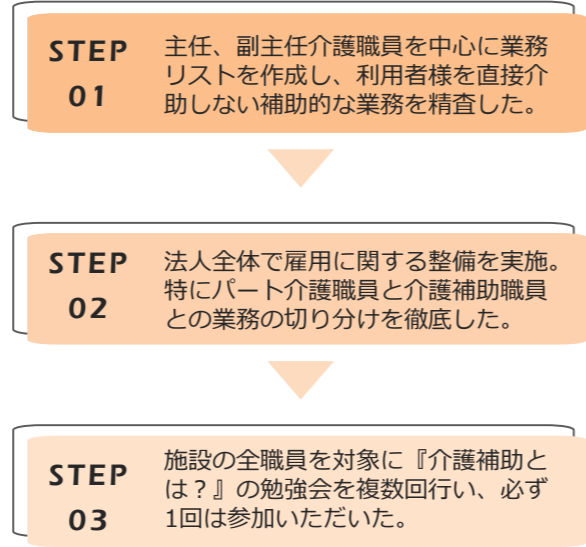 STEP
01
主任、副主任介護職員を中心に業務
リストを作成し、利用者様を直接介
助しない補助的な業務を精査した。
STEP
02
法人全体で雇用に関する整備を実施。
特にパート介護職員と介護補助職員
との業務の切り分けを徹底した。
STEP
03
施設の全職員を対象に『介護補助と
は？』の勉強会を複数回行い、必ず
1回は参加いただいた。